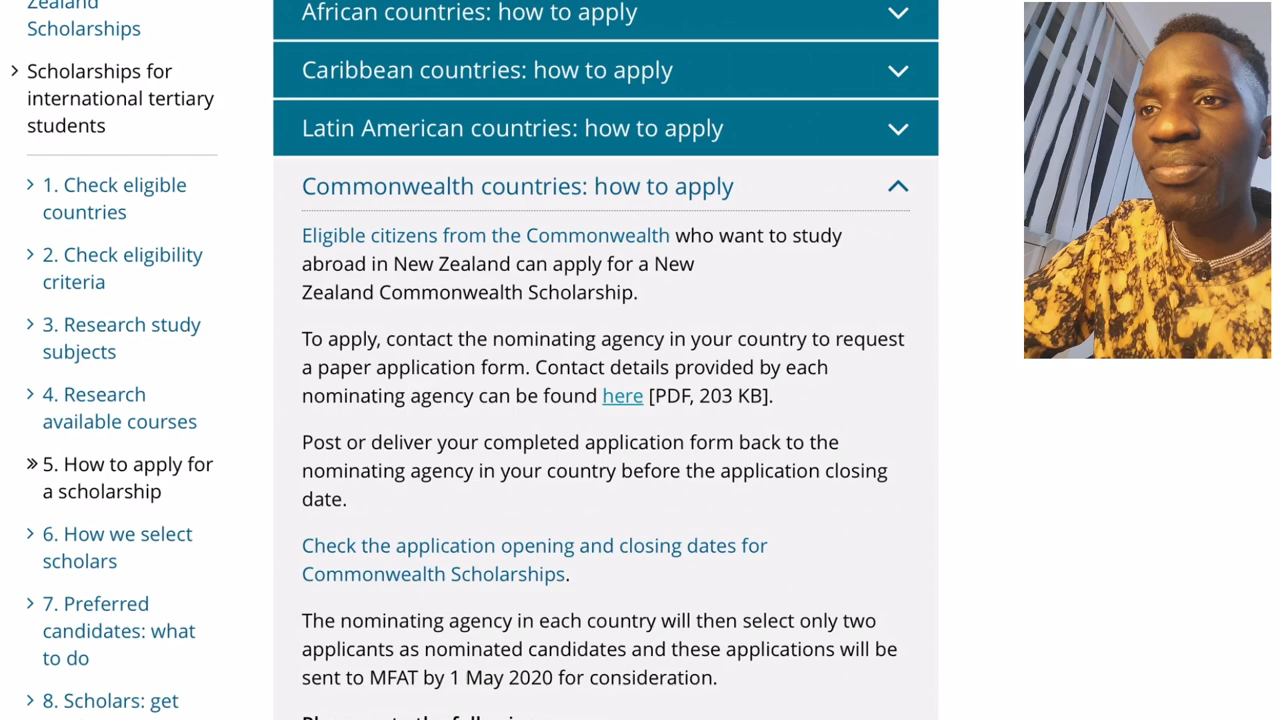 Zealand
Scholarships
Scholarships for
international tertiary
students
1. Check eligible
countries
2. Check eligibility
criteria
3. Research study
subjects
4. Research
available courses
5. How to apply for
a scholarship
6. How we select
scholars
7. Preferred
candidates: what
to do
8. Scholars: get
African countries: how to apply
Caribbean countries: how to apply
Latin American countries: how to apply
Commonwealth countries: how to apply
Eligible citizens from the Commonwealth who want to study
abroad in New Zealand can apply for a New
Zealand Commonwealth Scholarship.
To apply, contact the nominating agency in your country to request
a paper application form. Contact details provided by each
nominating agency can be found here [PDF, 203 KB].
Post or deliver your completed application form back to the
nominating agency in your country before the application closing
date.
Check the application opening and closing dates for
Commonwealth Scholarships.
The nominating agency in each country will then select only two
applicants as nominated candidates and these applications will be
sent to MFAT by 1 May 2020 for consideration.